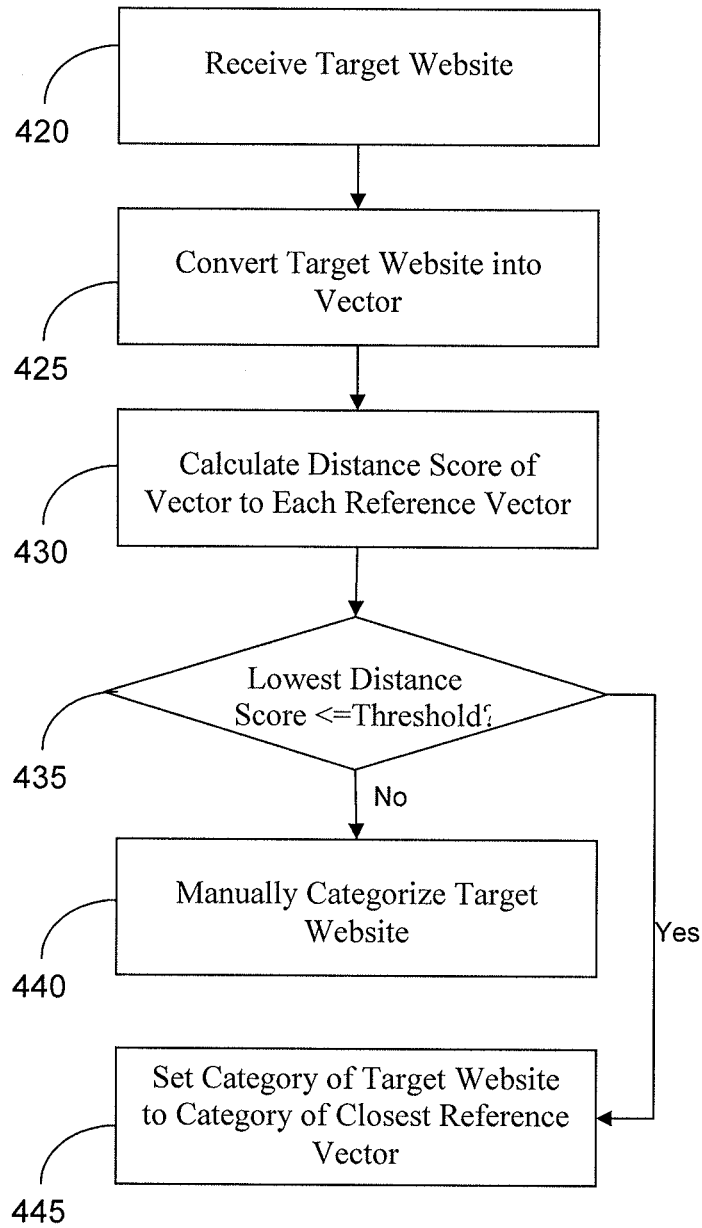 Receive Target Website
420
Convert Target Website into
Vector
425
Calculate Distance Score of
Vector to Each Reference Vector
430
Lowest Distance
Score <=Threshold?
435
No
Manually Categorize Target
Website
440
Yes
Set Category of Target Website
to Category of Closest Reference
Vector
445